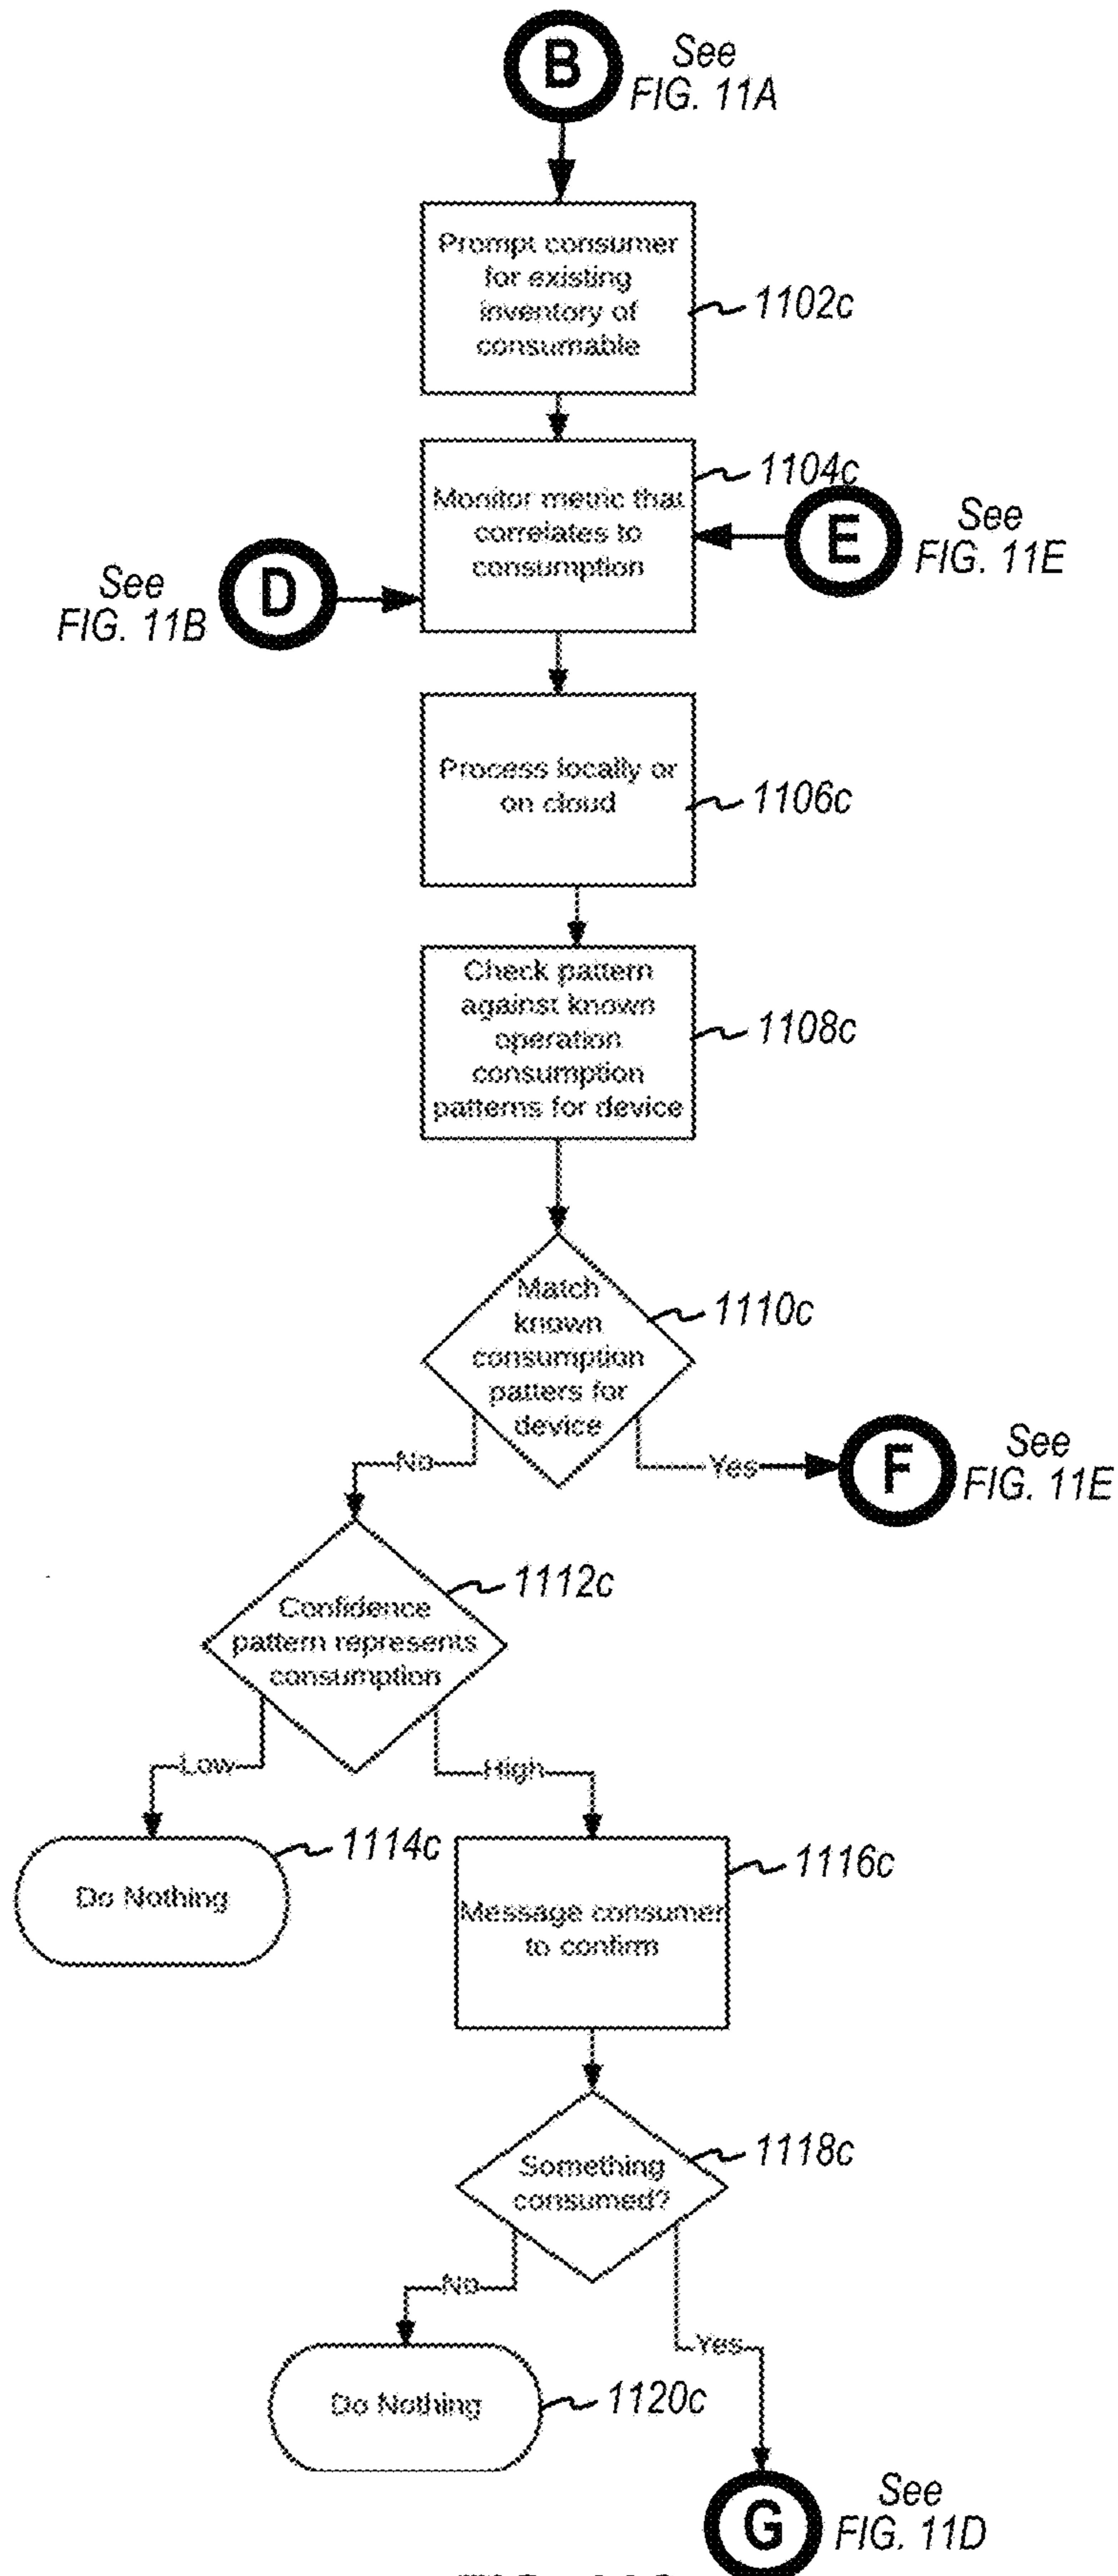 B
See
FIG. 11A
Prompt consumer
for existing
inventory of
consumable
1102c
1104c
Monitor metric that
correlates to
consumption
E
See
FIG. 11E
See
FIG. 11B
D
Process locally or
on cloud
1106c
Check pattern
against known
operation
consumption
patterns for device
1108c
Match
known
consumption
patters for
device
1110c
No
Yes
F
See
FIG. 11E
1112c
Confidence
pattern represents
consumption
Low
High
1114c
Do Nothing
1116c
Message consumer
to confirm
1118c
Something
consumed?
No
Yes
Do Nothing
1120c
G
See
FIG. 11D